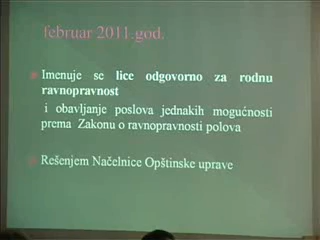 februar 2011.god.
Imenuje se lice odgovorno za rodnu
ravnopravnost
i obavljanje poslova jednakih mogućnosti
prema Zakonu o ravnopravnosti polova
Rešenjem Načelnice Opštinske uprave